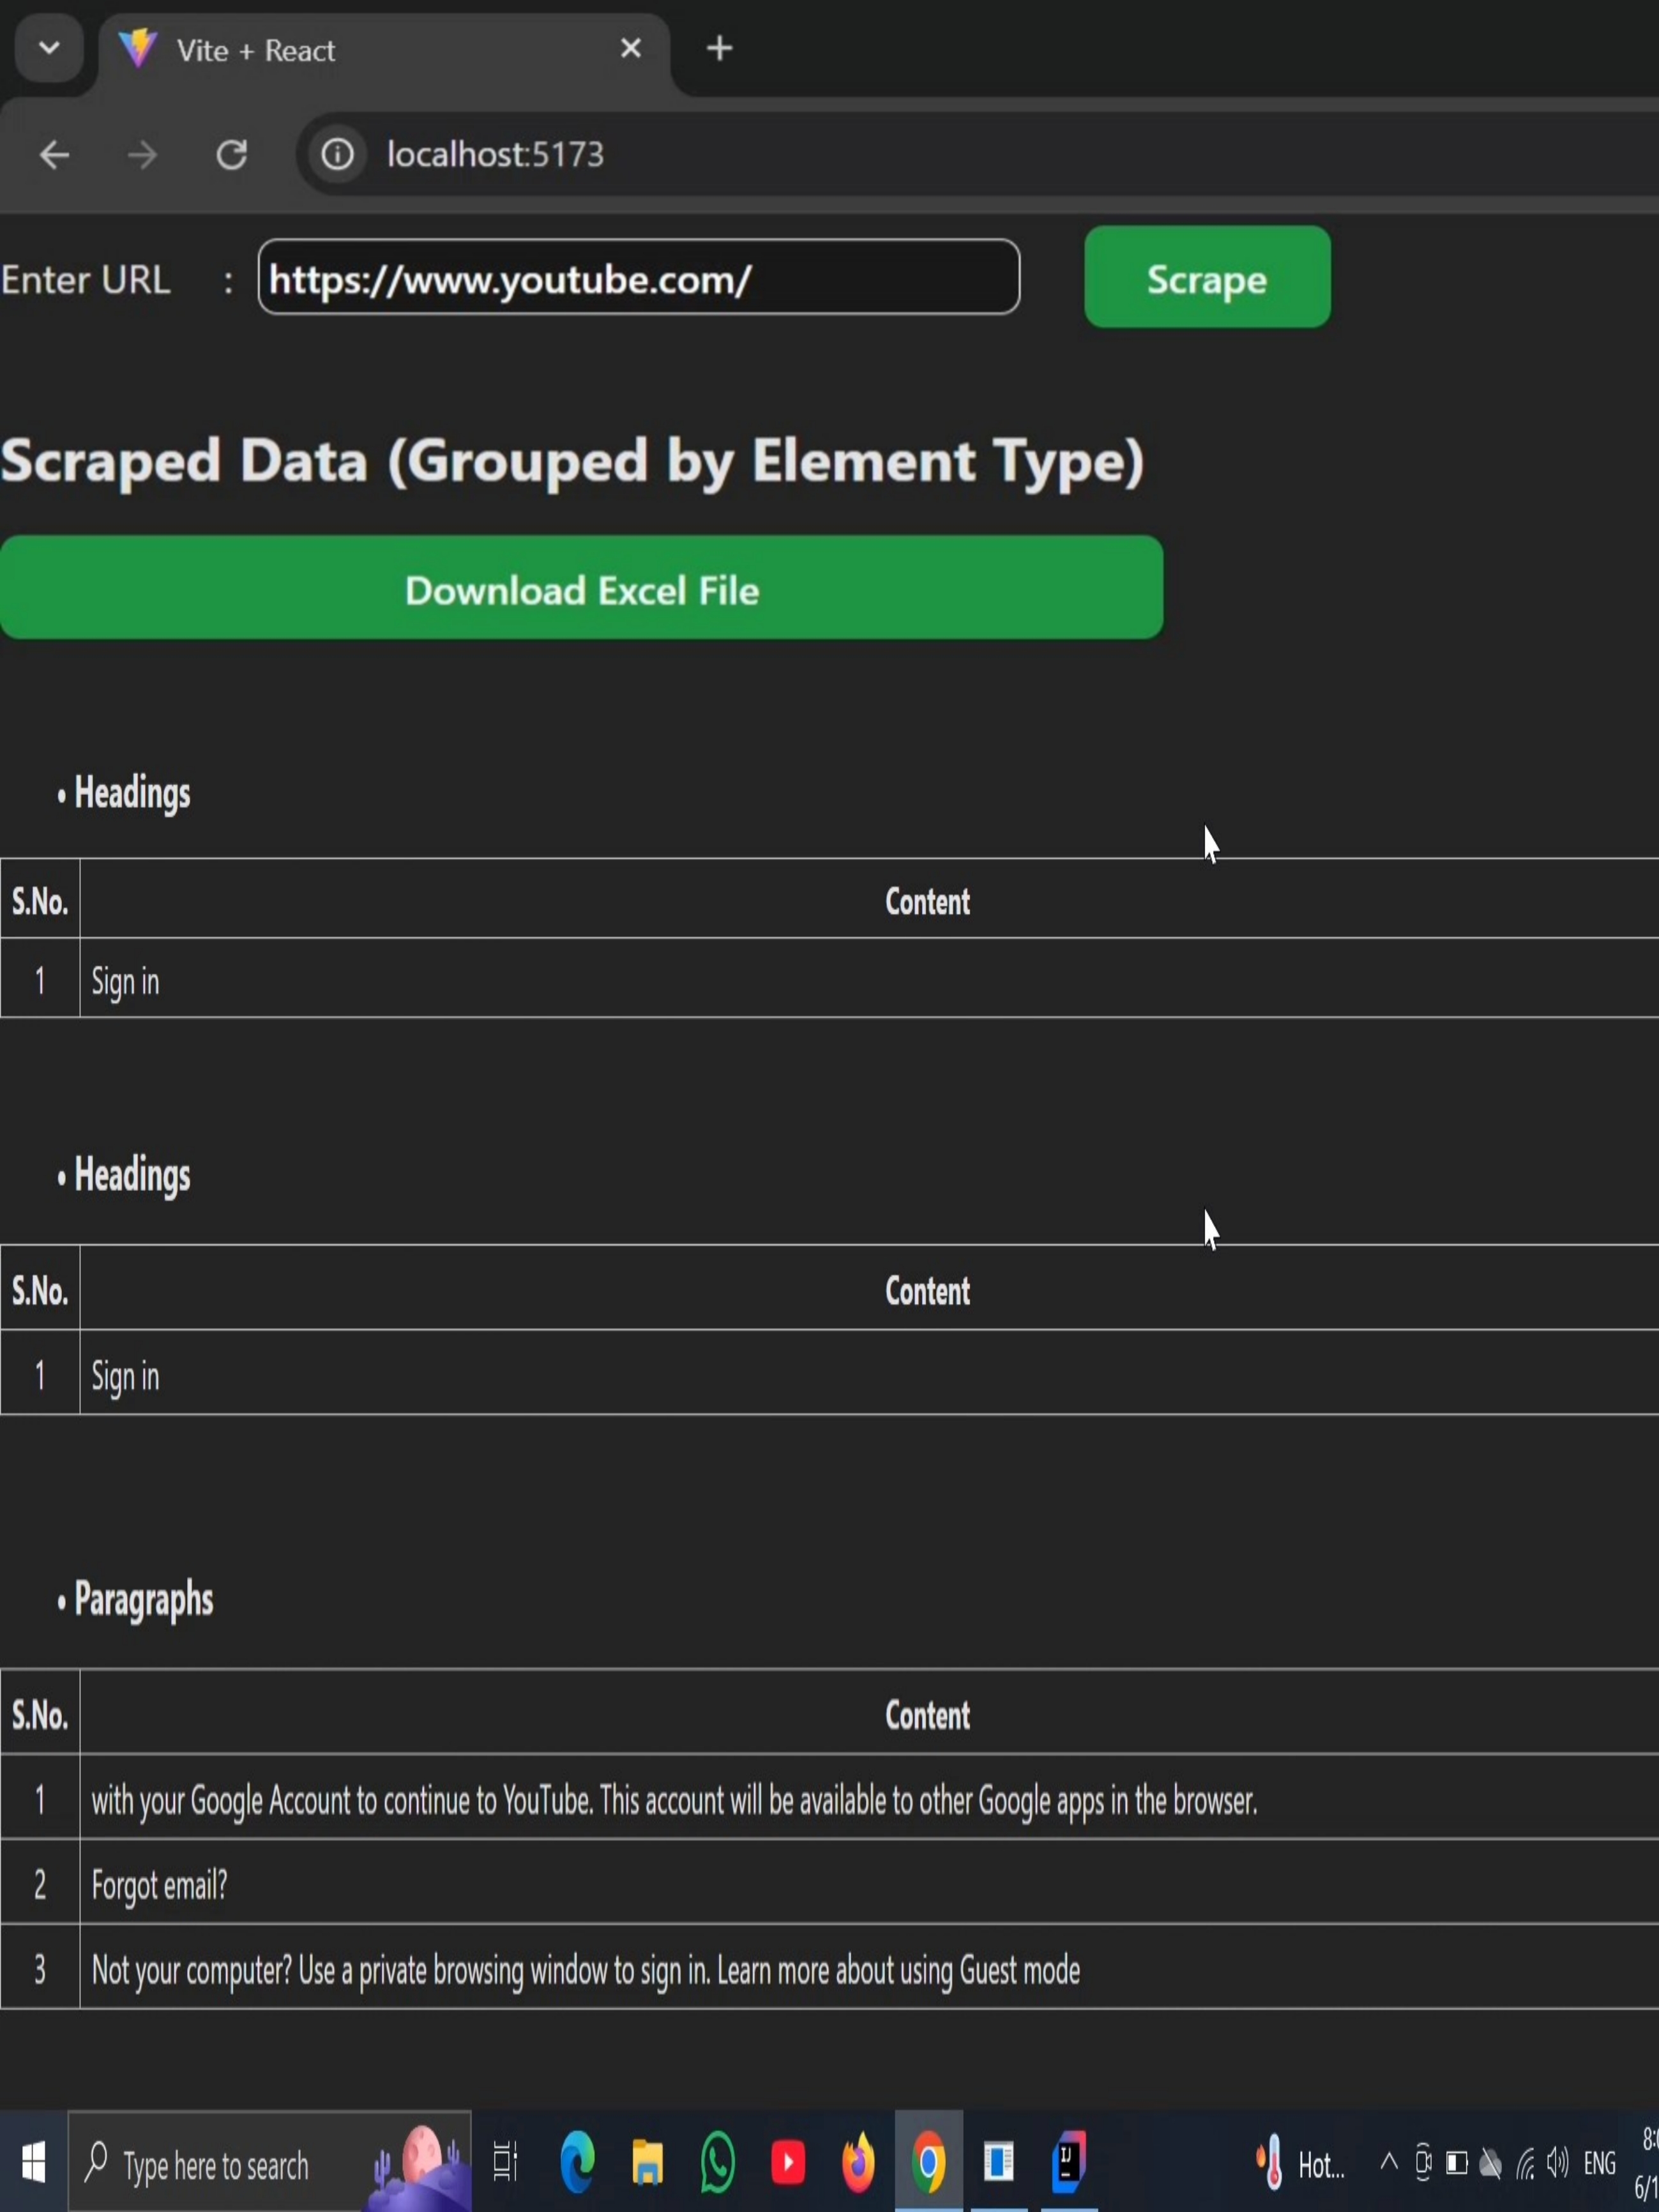 Vite + React
localhost:5173
Enter URL : https://www.youtube.com/ Scrape
Scraped Data (Grouped by Element Type)
Download Excel File
• Headings
S.No. Content
1 Sign in
• Headings
S.No. Content
1 Sign in
• Paragraphs
S.No. Content
1 with your Google Account to continue to YouTube. This account will be available to other Google apps in the browser.
2 Forgot email?
3 Not your computer? Use a private browsing window to sign in. Learn more about using Guest mode
Type here to search Hot... ENG